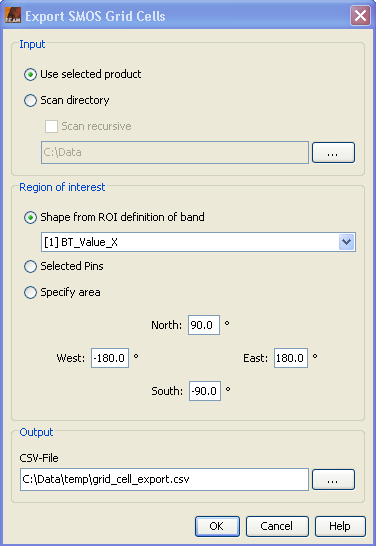 BEAM
Export SMOS Grid Cells
Input
Use selected product
Scan directory
Scan recursive
C:\Data
...
Region of interest
Shape from ROI definition of band
[1] BT_Value_X
Selected Pins
Specify area
North: 90.0 °
West: -180.0 ° East: 180.0 °
South: -90.0 °
Output
CSV-File
C:\Data\temp\grid_cell_export.csv
...
OK Cancel Help